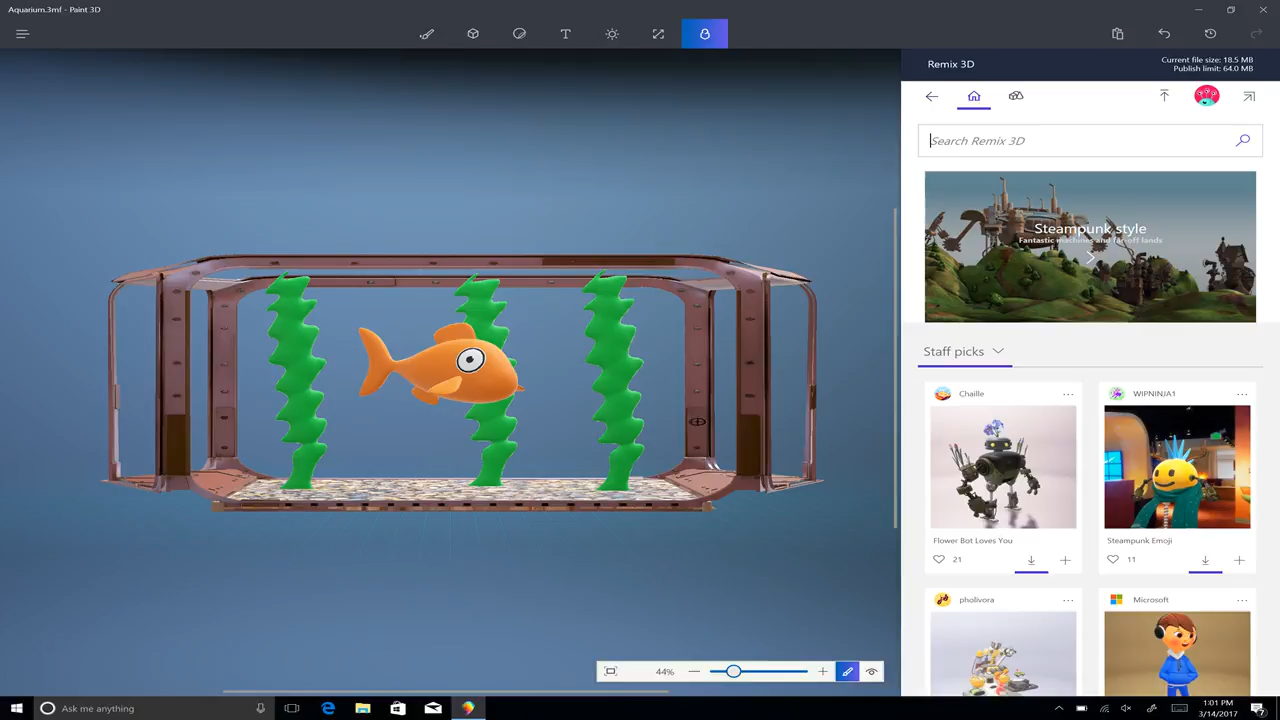 Aquarium.3mf - Paint 3D
Remix 3D
Current file size: 18.5 MB
Publish limit: 64.0 MB
Search Remix 3D
Steampunk style
Fantastic machines and far-off lands
Staff picks
Chaille
WIPNINJA1
Flower Bot Loves You
Steampunk Emoji
21
11
pholivora
Microsoft
44%
Ask me anything
1:01 PM
3/14/2017
7